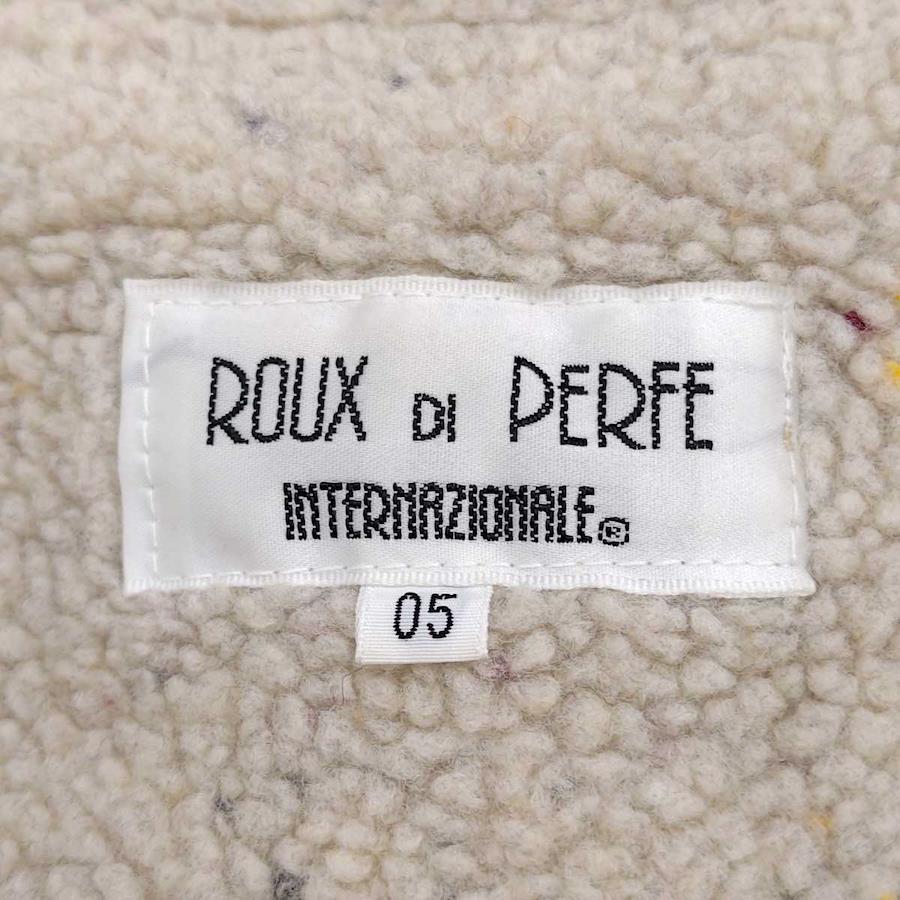 ROUX DI PERFE
INTERNAZIONALE®
05